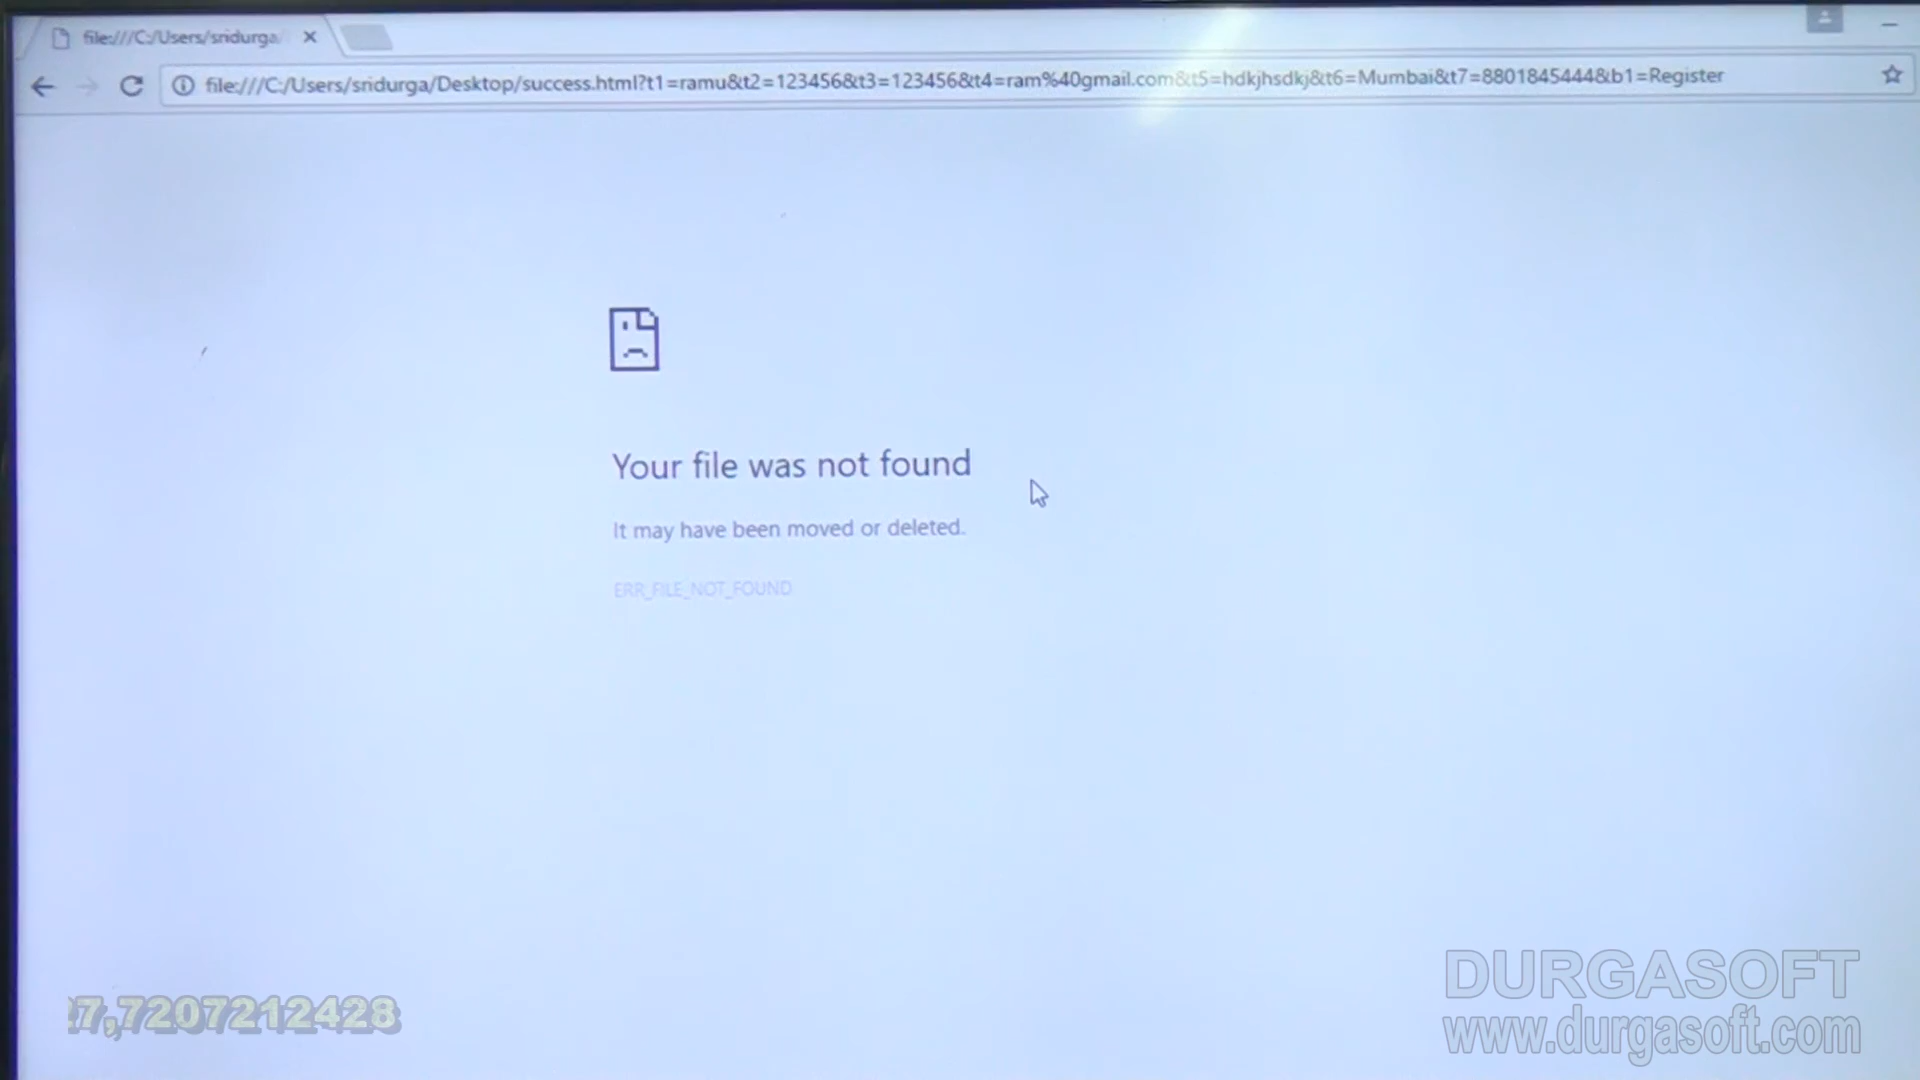 file:///C:/Users/sridurga/
file:///C:/Users/sridurga/Desktop/success.html?t1=ramu&t2=123456&t3=123456&t4=ram%40gmail.com&t5=hdkjhsdkj&t6=Mumbai&t7=8801845444&b1=Register
Your file was not found
It may have been moved or deleted.
ERR_FILE_NOT_FOUND
27,7207212428
DURGASOFT
www.durgasoft.com